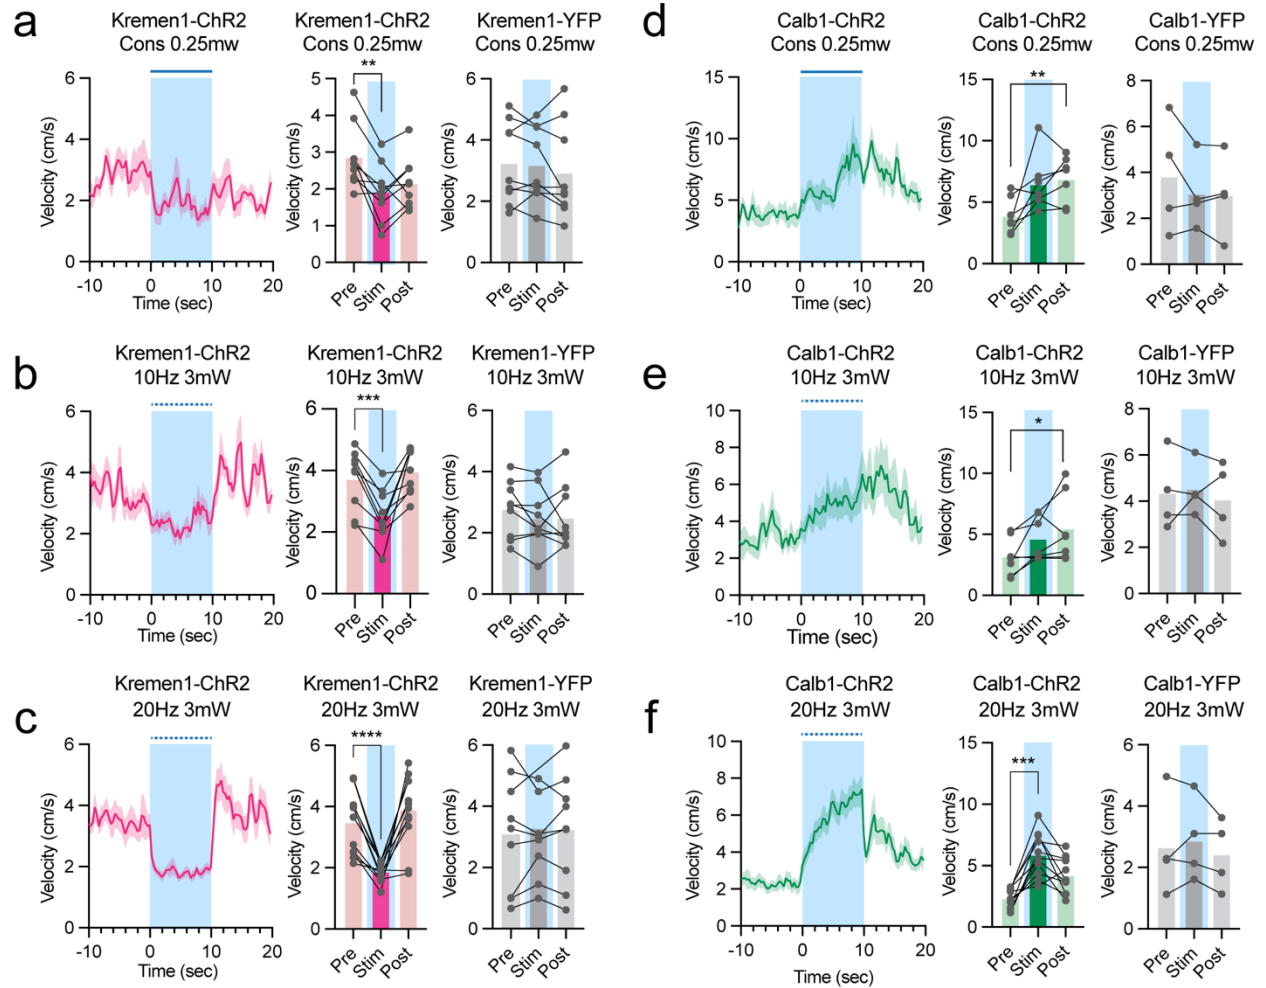 a
Kremen1-ChR2
Cons 0.25mw
Velocity (cm/s)
6
4
2
0
-10
0
10
20
Time (sec)
Kremen1-ChR2
Cons 0.25mw
**
Velocity (cm/s)
5
4
3
2
1
0
Pre
Stim
Post
Kremen1-YFP
Cons 0.25mw
Velocity (cm/s)
6
4
2
0
Pre
Stim
Post
d
Calb1-ChR2
Cons 0.25mw
Velocity (cm/s)
15
10
5
0
-10
0
10
20
Time (sec)
Calb1-ChR2
Cons 0.25mw
**
Velocity (cm/s)
15
10
5
0
Pre
Stim
Post
Calb1-YFP
Cons 0.25mw
Velocity (cm/s)
8
6
4
2
0
Pre
Stim
Post
b
Kremen1-ChR2
10Hz 3mW
Velocity (cm/s)
6
4
2
0
-10
0
10
20
Time (sec)
Kremen1-ChR2
10Hz 3mW
***
Velocity (cm/s)
6
4
2
0
Pre
Stim
Post
Kremen1-YFP
10Hz 3mW
Velocity (cm/s)
6
4
2
0
Pre
Stim
Post
e
Calb1-ChR2
10Hz 3mW
Velocity (cm/s)
10
8
6
4
2
0
-10
0
10
20
Time (sec)
Calb1-ChR2
10Hz 3mW
*
Velocity (cm/s)
15
10
5
0
Pre
Stim
Post
Calb1-YFP
10Hz 3mW
Velocity (cm/s)
8
6
4
2
0
Pre
Stim
Post
c
Kremen1-ChR2
20Hz 3mW
Velocity (cm/s)
6
4
2
0
-10
0
10
20
Time (sec)
Kremen1-ChR2
20Hz 3mW
****
Velocity (cm/s)
6
4
2
0
Pre
Stim
Post
Kremen1-YFP
20Hz 3mW
Velocity (cm/s)
6
4
2
0
Pre
Stim
Post
f
Calb1-ChR2
20Hz 3mW
Velocity (cm/s)
10
8
6
4
2
0
-10
0
10
20
Time (sec)
Calb1-ChR2
20Hz 3mW
***
Velocity (cm/s)
15
10
5
0
Pre
Stim
Post
Calb1-YFP
20Hz 3mW
Velocity (cm/s)
6
4
2
0
Pre
Stim
Post